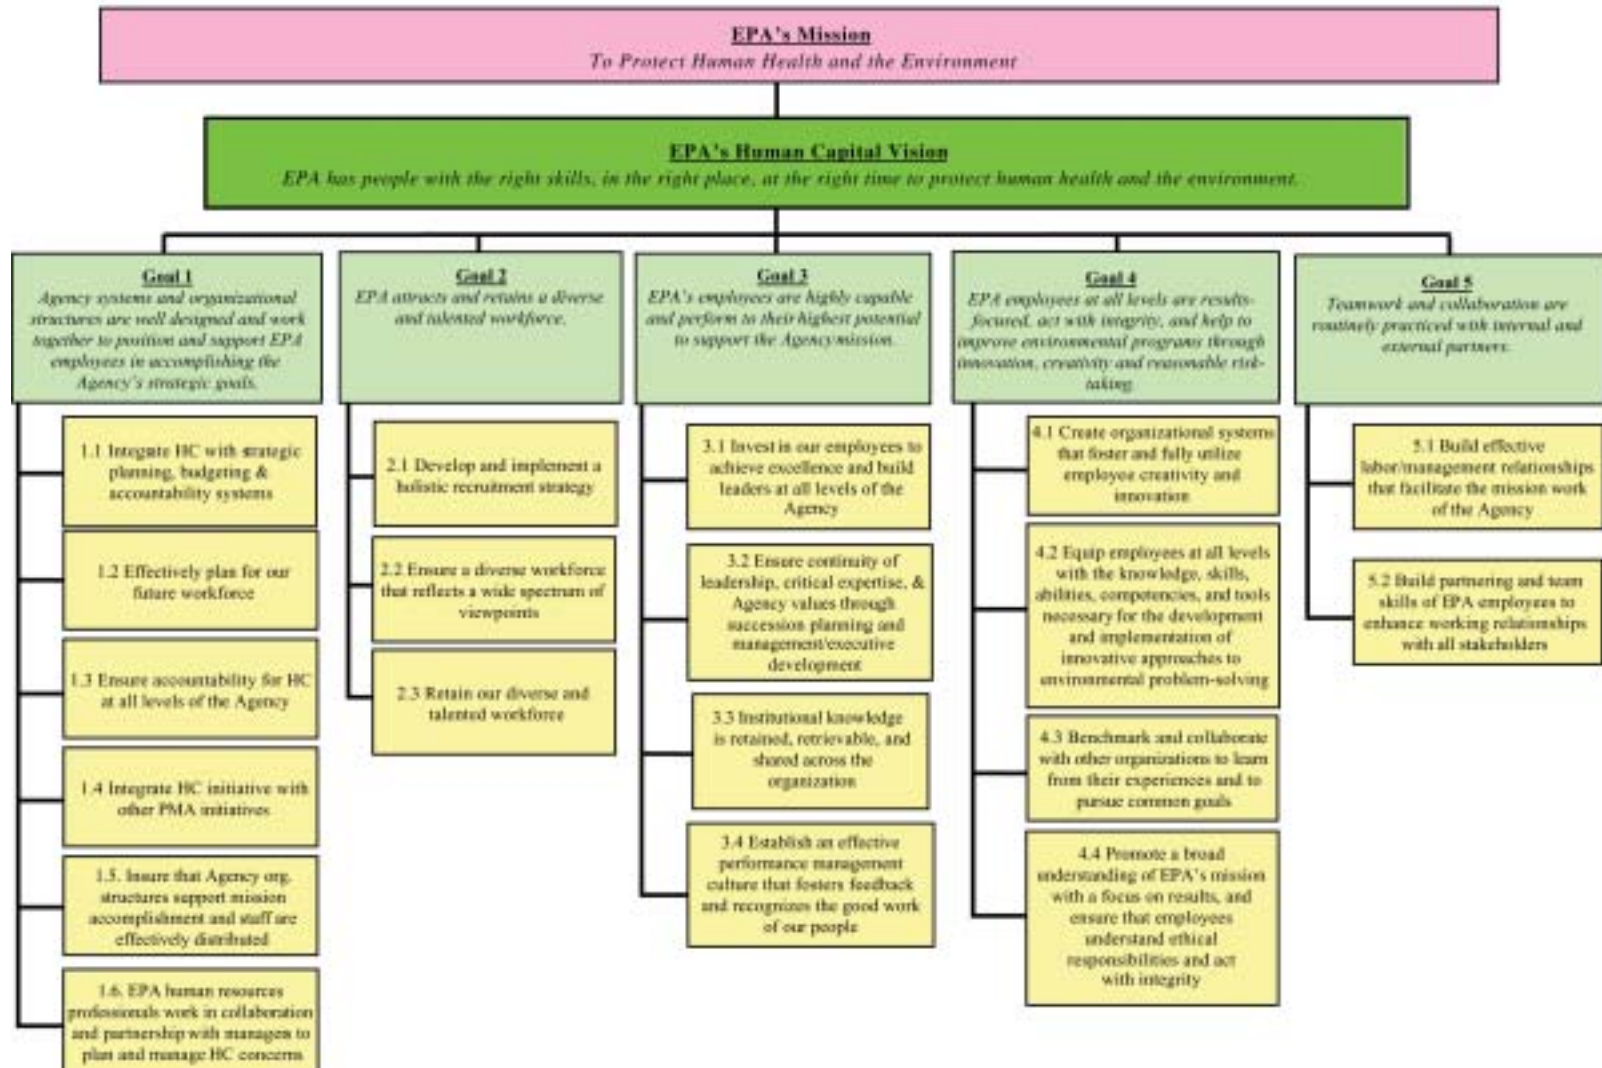 EPA's Mission
To Protect Human Health and the Environment
EPA's Human Capital Vision
EPA has people with the right skills, in the right place, at the right time to protect human health and the environment.
Goal 1
Agency systems and organizational
structures are well designed and work
together to position and support EPA
employees in accomplishing the
Agency's strategic goals.
1.1 Integrate HC with strategic
planning, budgeting &
accountability systems
1.2 Effectively plan for our
future workforce
1.3 Ensure accountability for HC
at all levels of the Agency
1.4 Integrate HC initiative with
other PMA initiatives
1.5. Insure that Agency org.
structures support mission
accomplishment and staff are
effectively distributed
1.6. EPA human resources
professionals work in collaboration
and partnership with managers to
plan and manage HC concerns
Goal 2
EPA attracts and retains a diverse
and talented workforce.
2.1 Develop and implement a
holistic recruitment strategy
2.2 Ensure a diverse workforce
that reflects a wide spectrum of
viewpoints
2.3 Retain our diverse and
talented workforce
Goal 3
EPA's employees are highly capable
and perform to their highest potential
to support the Agency mission.
3.1 Invest in our employees to
achieve excellence and build
leaders at all levels of the
Agency
3.2 Ensure continuity of
leadership, critical expertise, &
Agency values through
succession planning and
management/executive
development
3.3 Institutional knowledge
is retained, retrievable, and
shared across the
organization
3.4 Establish an effective
performance management
culture that fosters feedback
and recognizes the good work
of our people
Goal 4
EPA employees at all levels are results-
focused, act with integrity, and help to
improve environmental programs through
innovation, creativity and reasonable risk-
taking.
4.1 Create organizational systems
that foster and fully utilize
employee creativity and
innovation
4.2 Equip employees at all levels
with the knowledge, skills,
abilities, competencies, and tools
necessary for the development
and implementation of
innovative approaches to
environmental problem-solving
4.3 Benchmark and collaborate
with other organizations to learn
from their experiences and to
pursue common goals
4.4 Promote a broad
understanding of EPA's mission
with a focus on results, and
ensure that employees
understand ethical
responsibilities and act
with integrity
Goal 5
Teamwork and collaboration are
routinely practiced with internal and
external partners.
5.1 Build effective
labor/management relationships
that facilitate the mission work
of the Agency
5.2 Build partnering and team
skills of EPA employees to
enhance working relationships
with all stakeholders